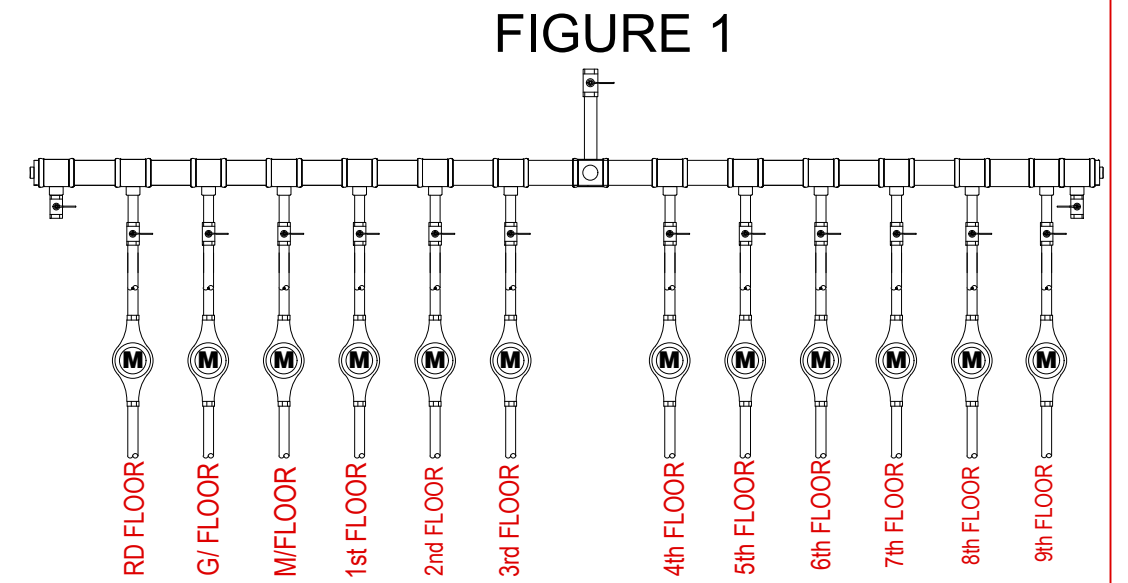 FIGURE 1
M M M M M M M M M M M M
RD FLOOR
G/ FLOOR
M/FLOOR
1st FLOOR
2nd FLOOR
3rd FLOOR
4th FLOOR
5th FLOOR
6th FLOOR
7th FLOOR
8th FLOOR
9th FLOOR